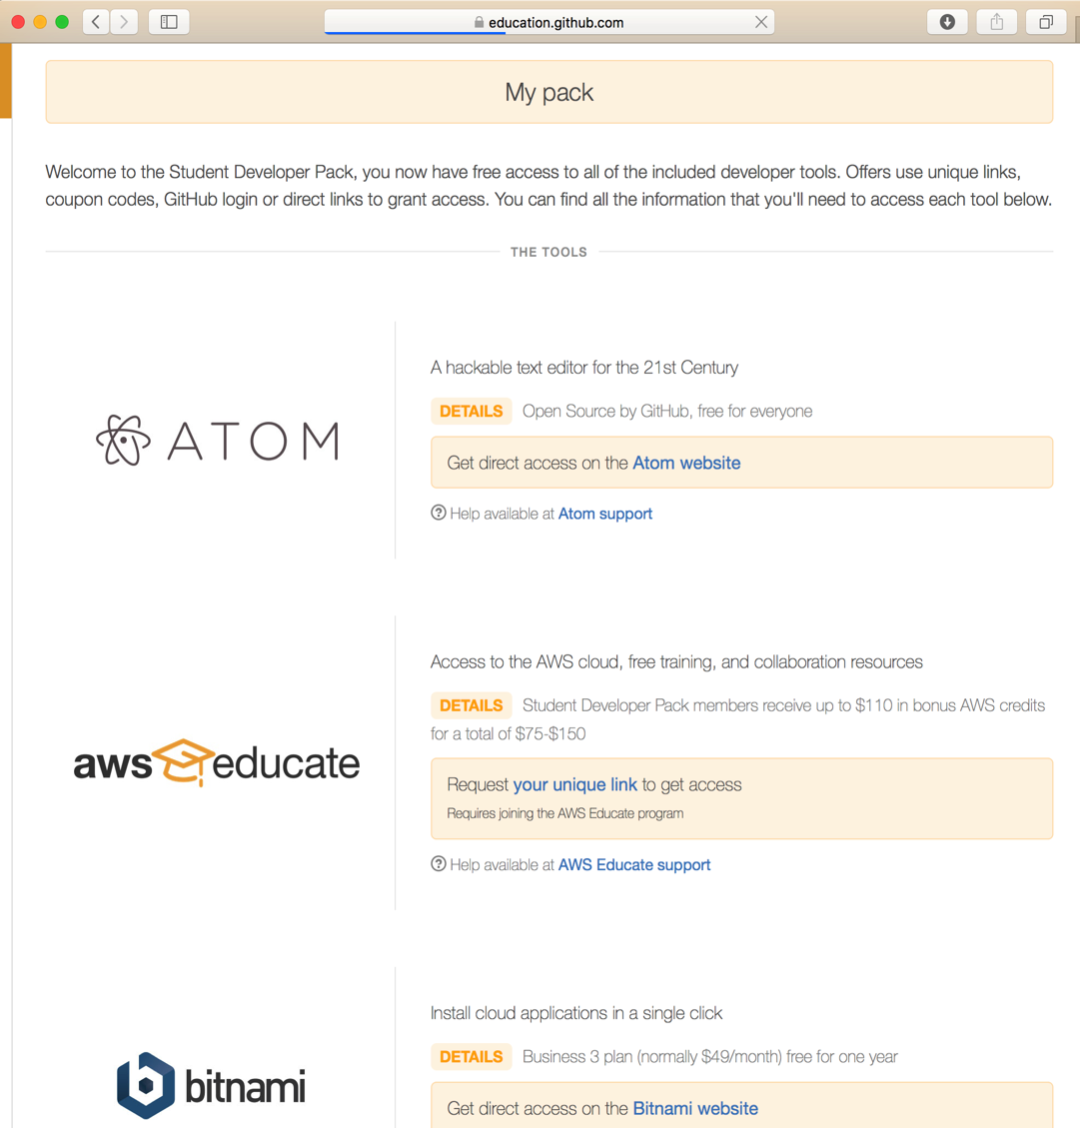 education.github.com
My pack
Welcome to the Student Developer Pack, you now have free access to all of the included developer tools. Offers use unique links,
coupon codes, GitHub login or direct links to grant access. You can find all the information that you'll need to access each tool below.
THE TOOLS
A hackable text editor for the 21st Century
DETAILS Open Source by GitHub, free for everyone
ATOM
Get direct access on the Atom website
Help available at Atom support
Access to the AWS cloud, free training, and collaboration resources
DETAILS Student Developer Pack members receive up to $110 in bonus AWS credits
for a total of $75-$150
aws educate
Request your unique link to get access
Requires joining the AWS Educate program
Help available at AWS Educate support
Install cloud applications in a single click
DETAILS Business 3 plan (normally $49/month) free for one year
bitnami
Get direct access on the Bitnami website